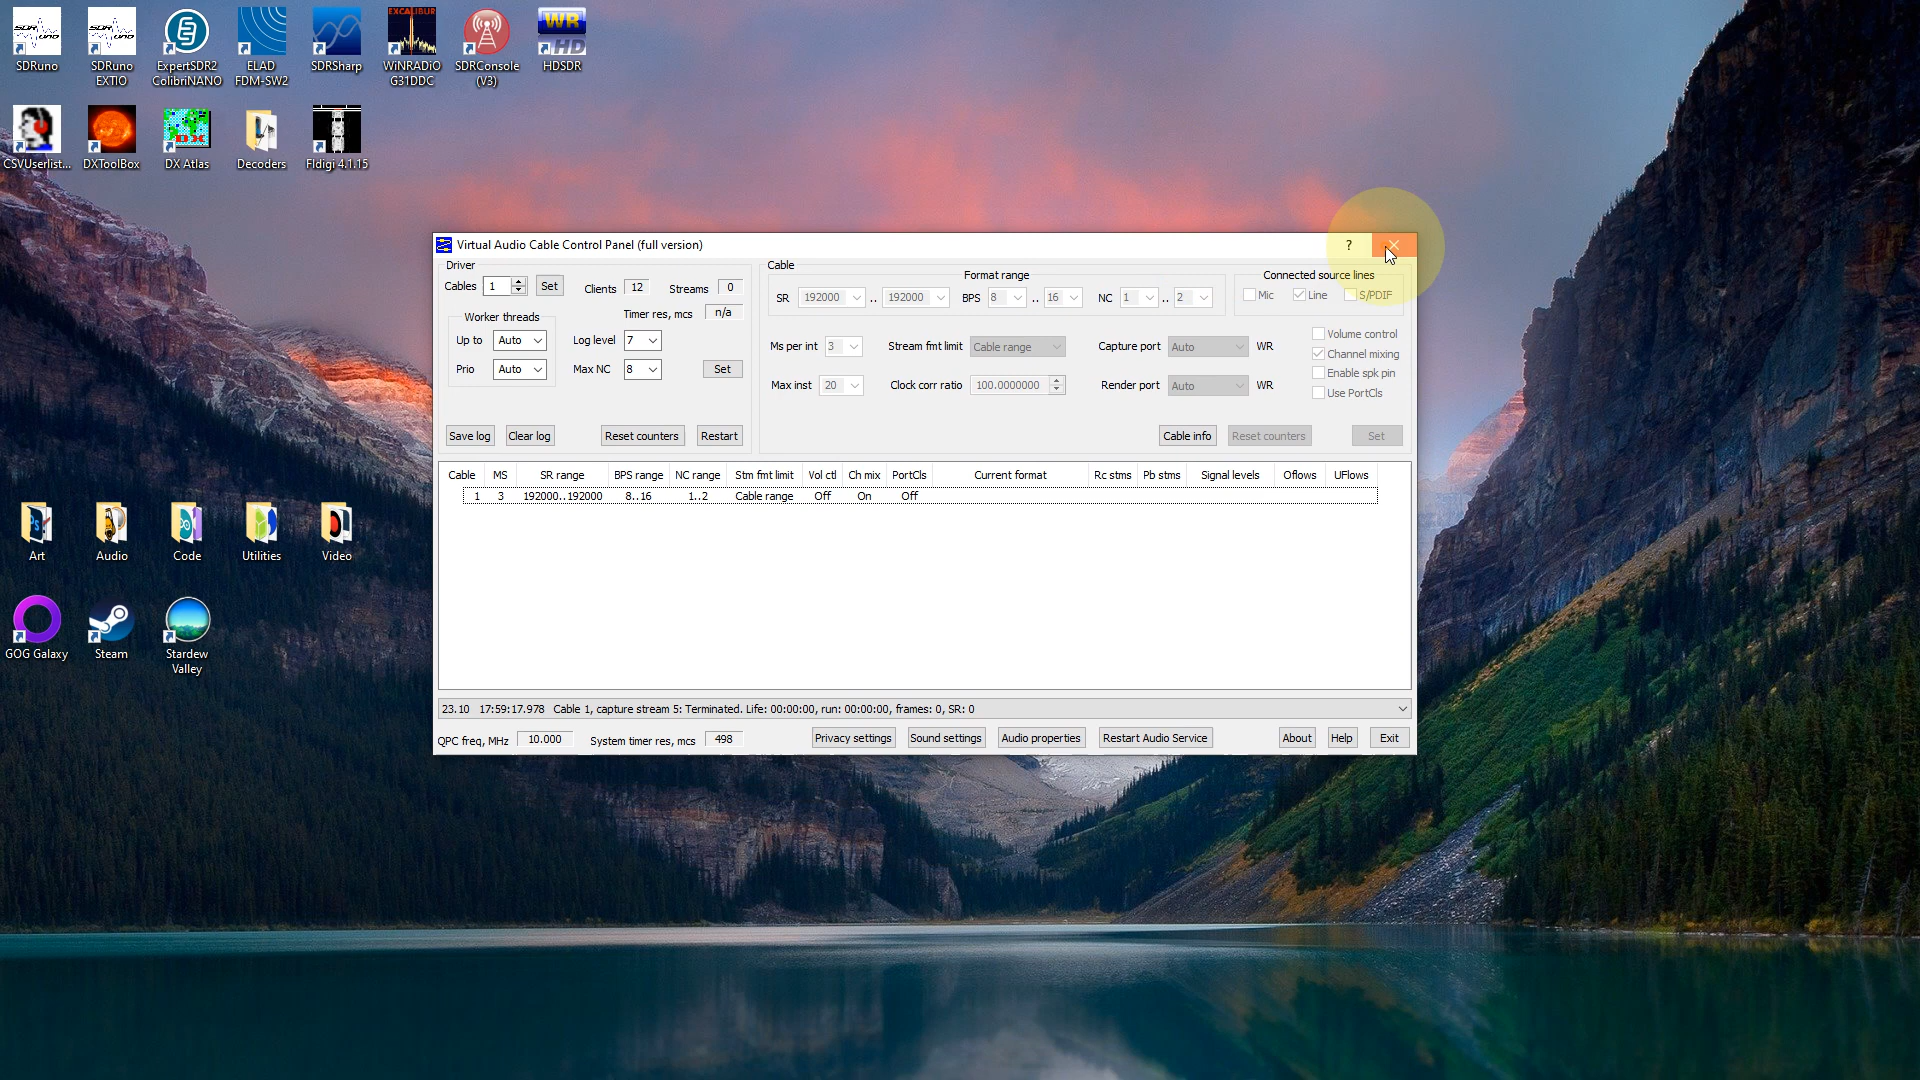 SDRuno
SDRuno
EXTIO
ExpertSDR2
ColibriNANO
ELAD
FDM-SW2
SDRSharp
EXCALIBUR
WiNRADiO
G31DDC
SDRConsole
(V3)
WR
HD
HDSDR
CSVUserlist...
DXToolBox
DX
DX Atlas
Decoders
Fldigi 4.1.15
Art
Audio
Code
Utilities
Video
GOG Galaxy
Steam
Stardew
Valley
Virtual Audio Cable Control Panel (full version)
?
Driver
Cables 1 Set Clients 12 Streams 0
Timer res, mcs n/a
Worker threads
Up to Auto Log level 7
Prio Auto Max NC 8 Set
Save log Clear log Reset counters Restart
Cable
Format range
SR 192000 .. 192000 BPS 8 .. 16 NC 1 .. 2
Connected source lines
Mic Line S/PDIF
Ms per int 3 Stream fmt limit Cable range Capture port Auto WR
Max inst 20 Clock corr ratio 100.0000000 Render port Auto WR
Volume control
Channel mixing
Enable spk pin
Use PortCls
Cable info Reset counters Set
Cable MS SR range BPS range NC range Stm fmt limit Vol ctl Ch mix PortCls Current format Rc stms Pb stms Signal levels Oflows UFlows
1 3 192000..192000 8..16 1..2 Cable range Off On Off
23.10 17:59:17.978 Cable 1, capture stream 5: Terminated. Life: 00:00:00, run: 00:00:00, frames: 0, SR: 0
QPC freq, MHz 10.000 System timer res, mcs 498 Privacy settings Sound settings Audio properties Restart Audio Service About Help Exit